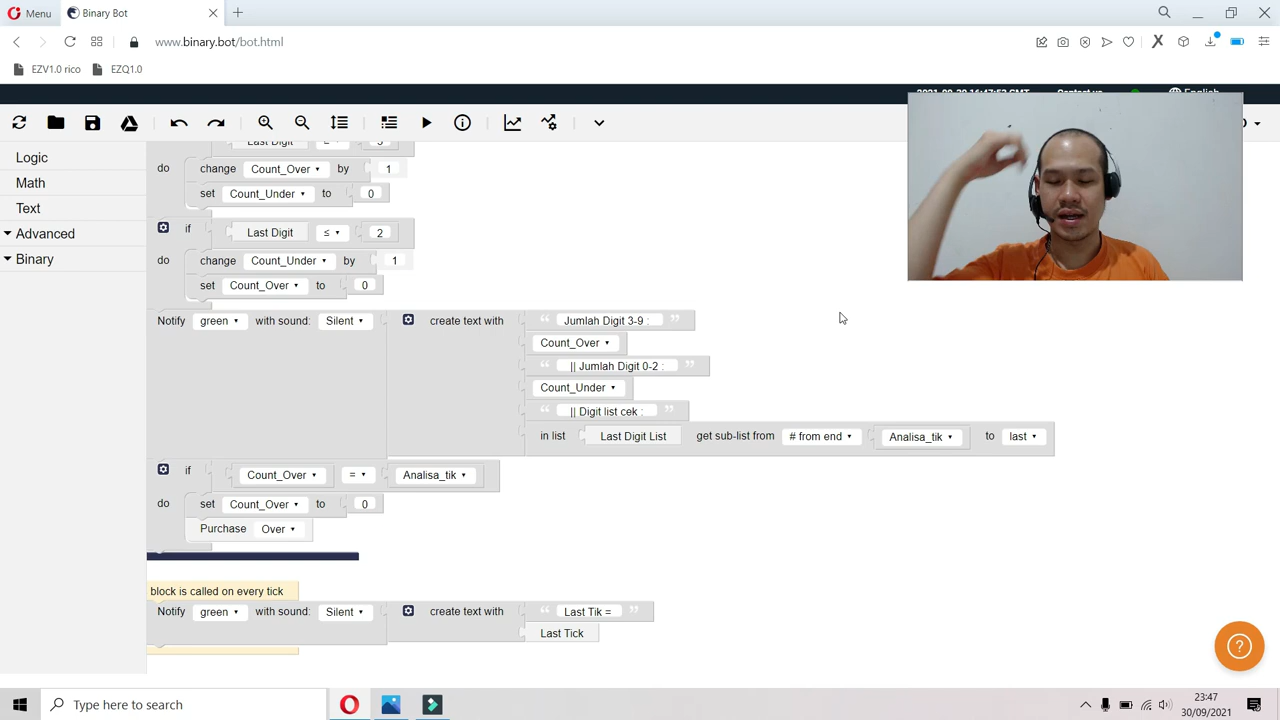 Menu
Binary Bot
www.binary.bot/bot.html
EZV1.0 rico
EZQ1.0
English
Logic
Math
Text
Advanced
Binary
Last Digit
do change Count_Over by 1
set Count_Under to 0
if Last Digit ≤ 2
do change Count_Under by 1
set Count_Over to 0
Notify green with sound: Silent create text with “ Jumlah Digit 3-9 : ”
Count_Over
“ || Jumlah Digit 0-2 : ”
Count_Under
“ || Digit list cek : ”
in list Last Digit List get sub-list from # from end Analisa_tik to last
if Count_Over = Analisa_tik
do set Count_Over to 0
Purchase Over
block is called on every tick
Notify green with sound: Silent create text with “ Last Tik = ”
Last Tick
Type here to search
23:47
30/09/2021